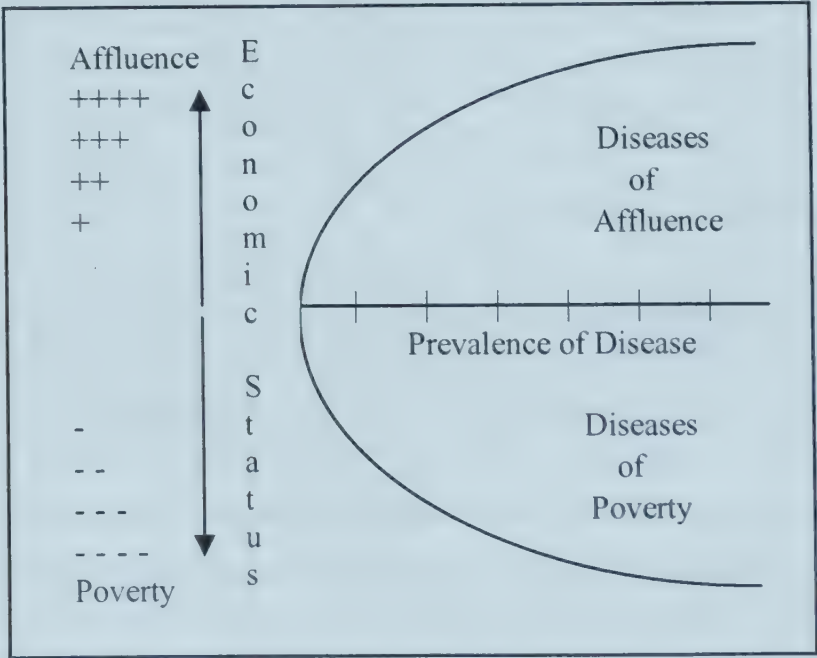 Affluence
++++
+++
++
+
-
- -
- - -
- - - -
Poverty
Economic Status
Diseases
of
Affluence
Prevalence of Disease
Diseases
of
Poverty